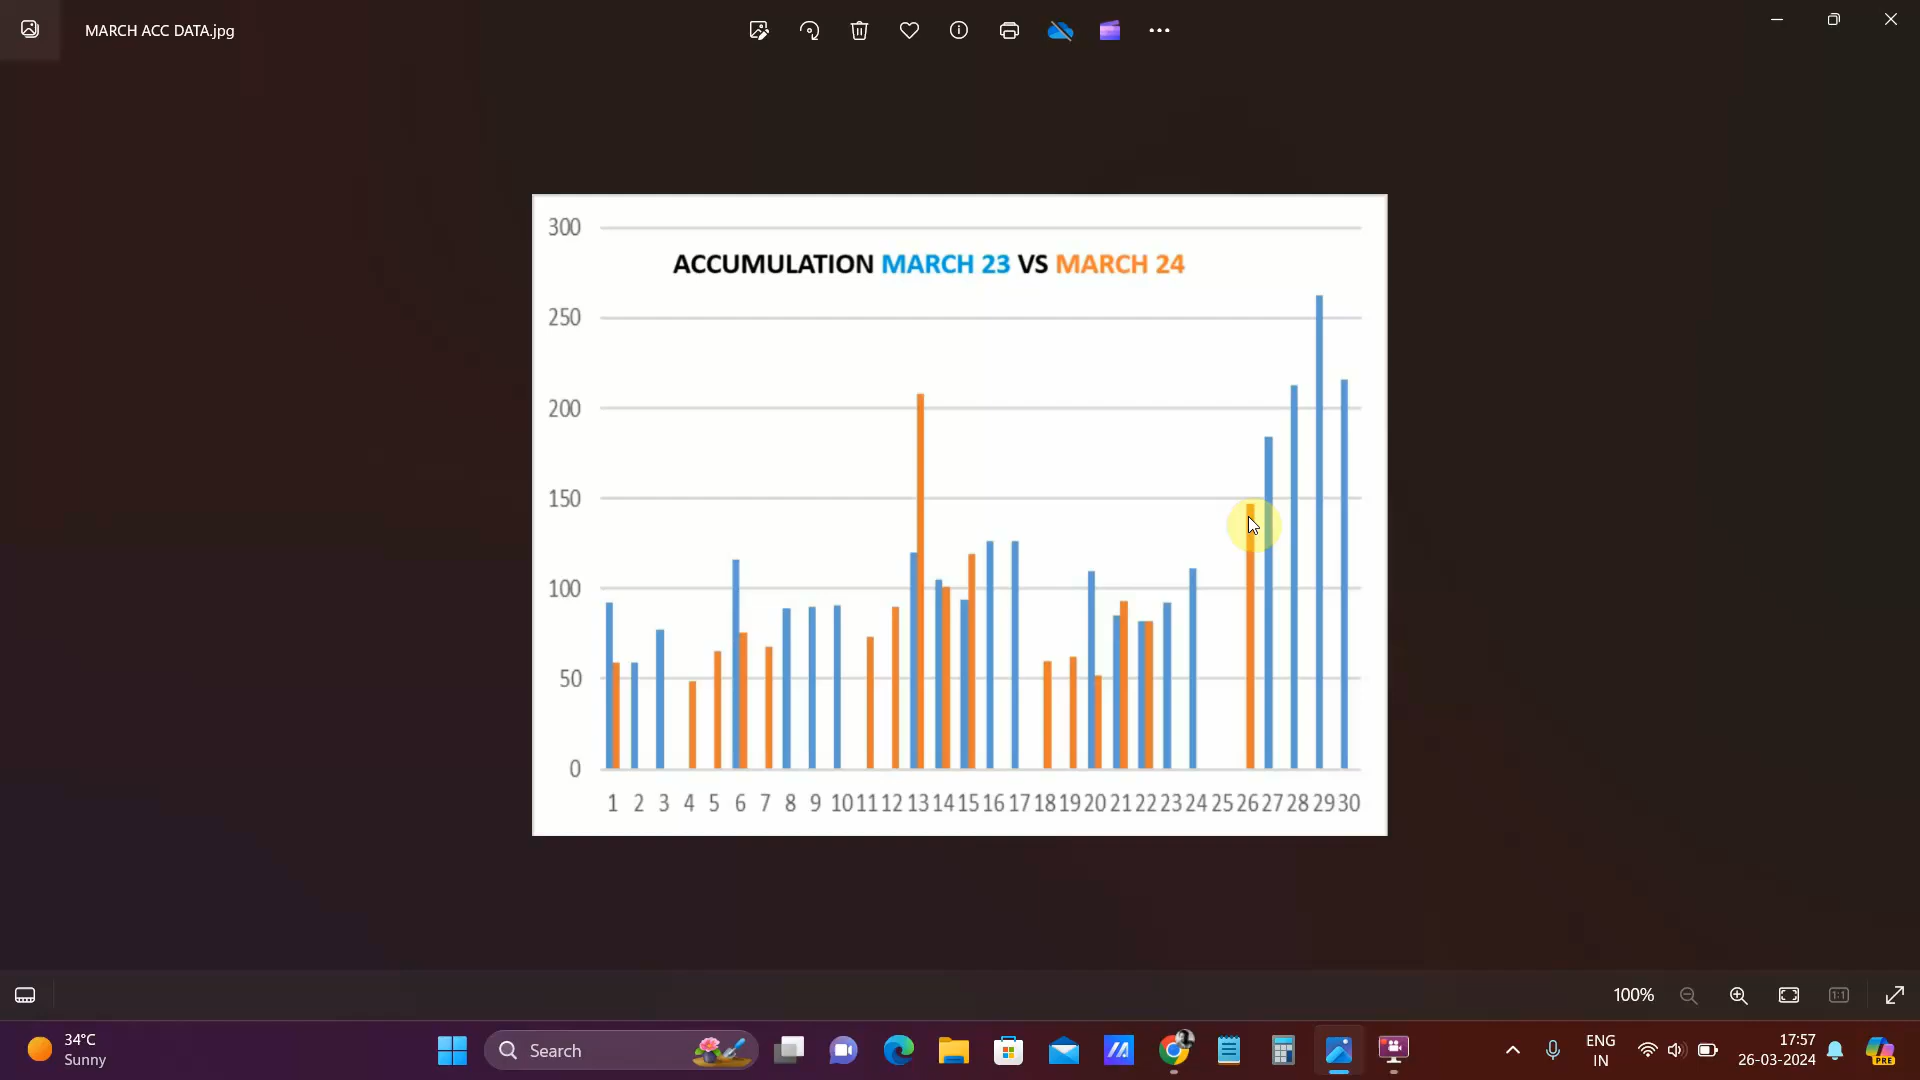 MARCH ACC DATA.jpg
300
ACCUMULATION MARCH 23 VS MARCH 24
250
200
150
100
50
0
1 2 3 4 5 6 7 8 9 10 11 12 13 14 15 16 17 18 19 20 21 22 23 24 25 26 27 28 29 30
100%
1:1
34°C
Sunny
Search
ENG
IN
17:57
26-03-2024
PRE